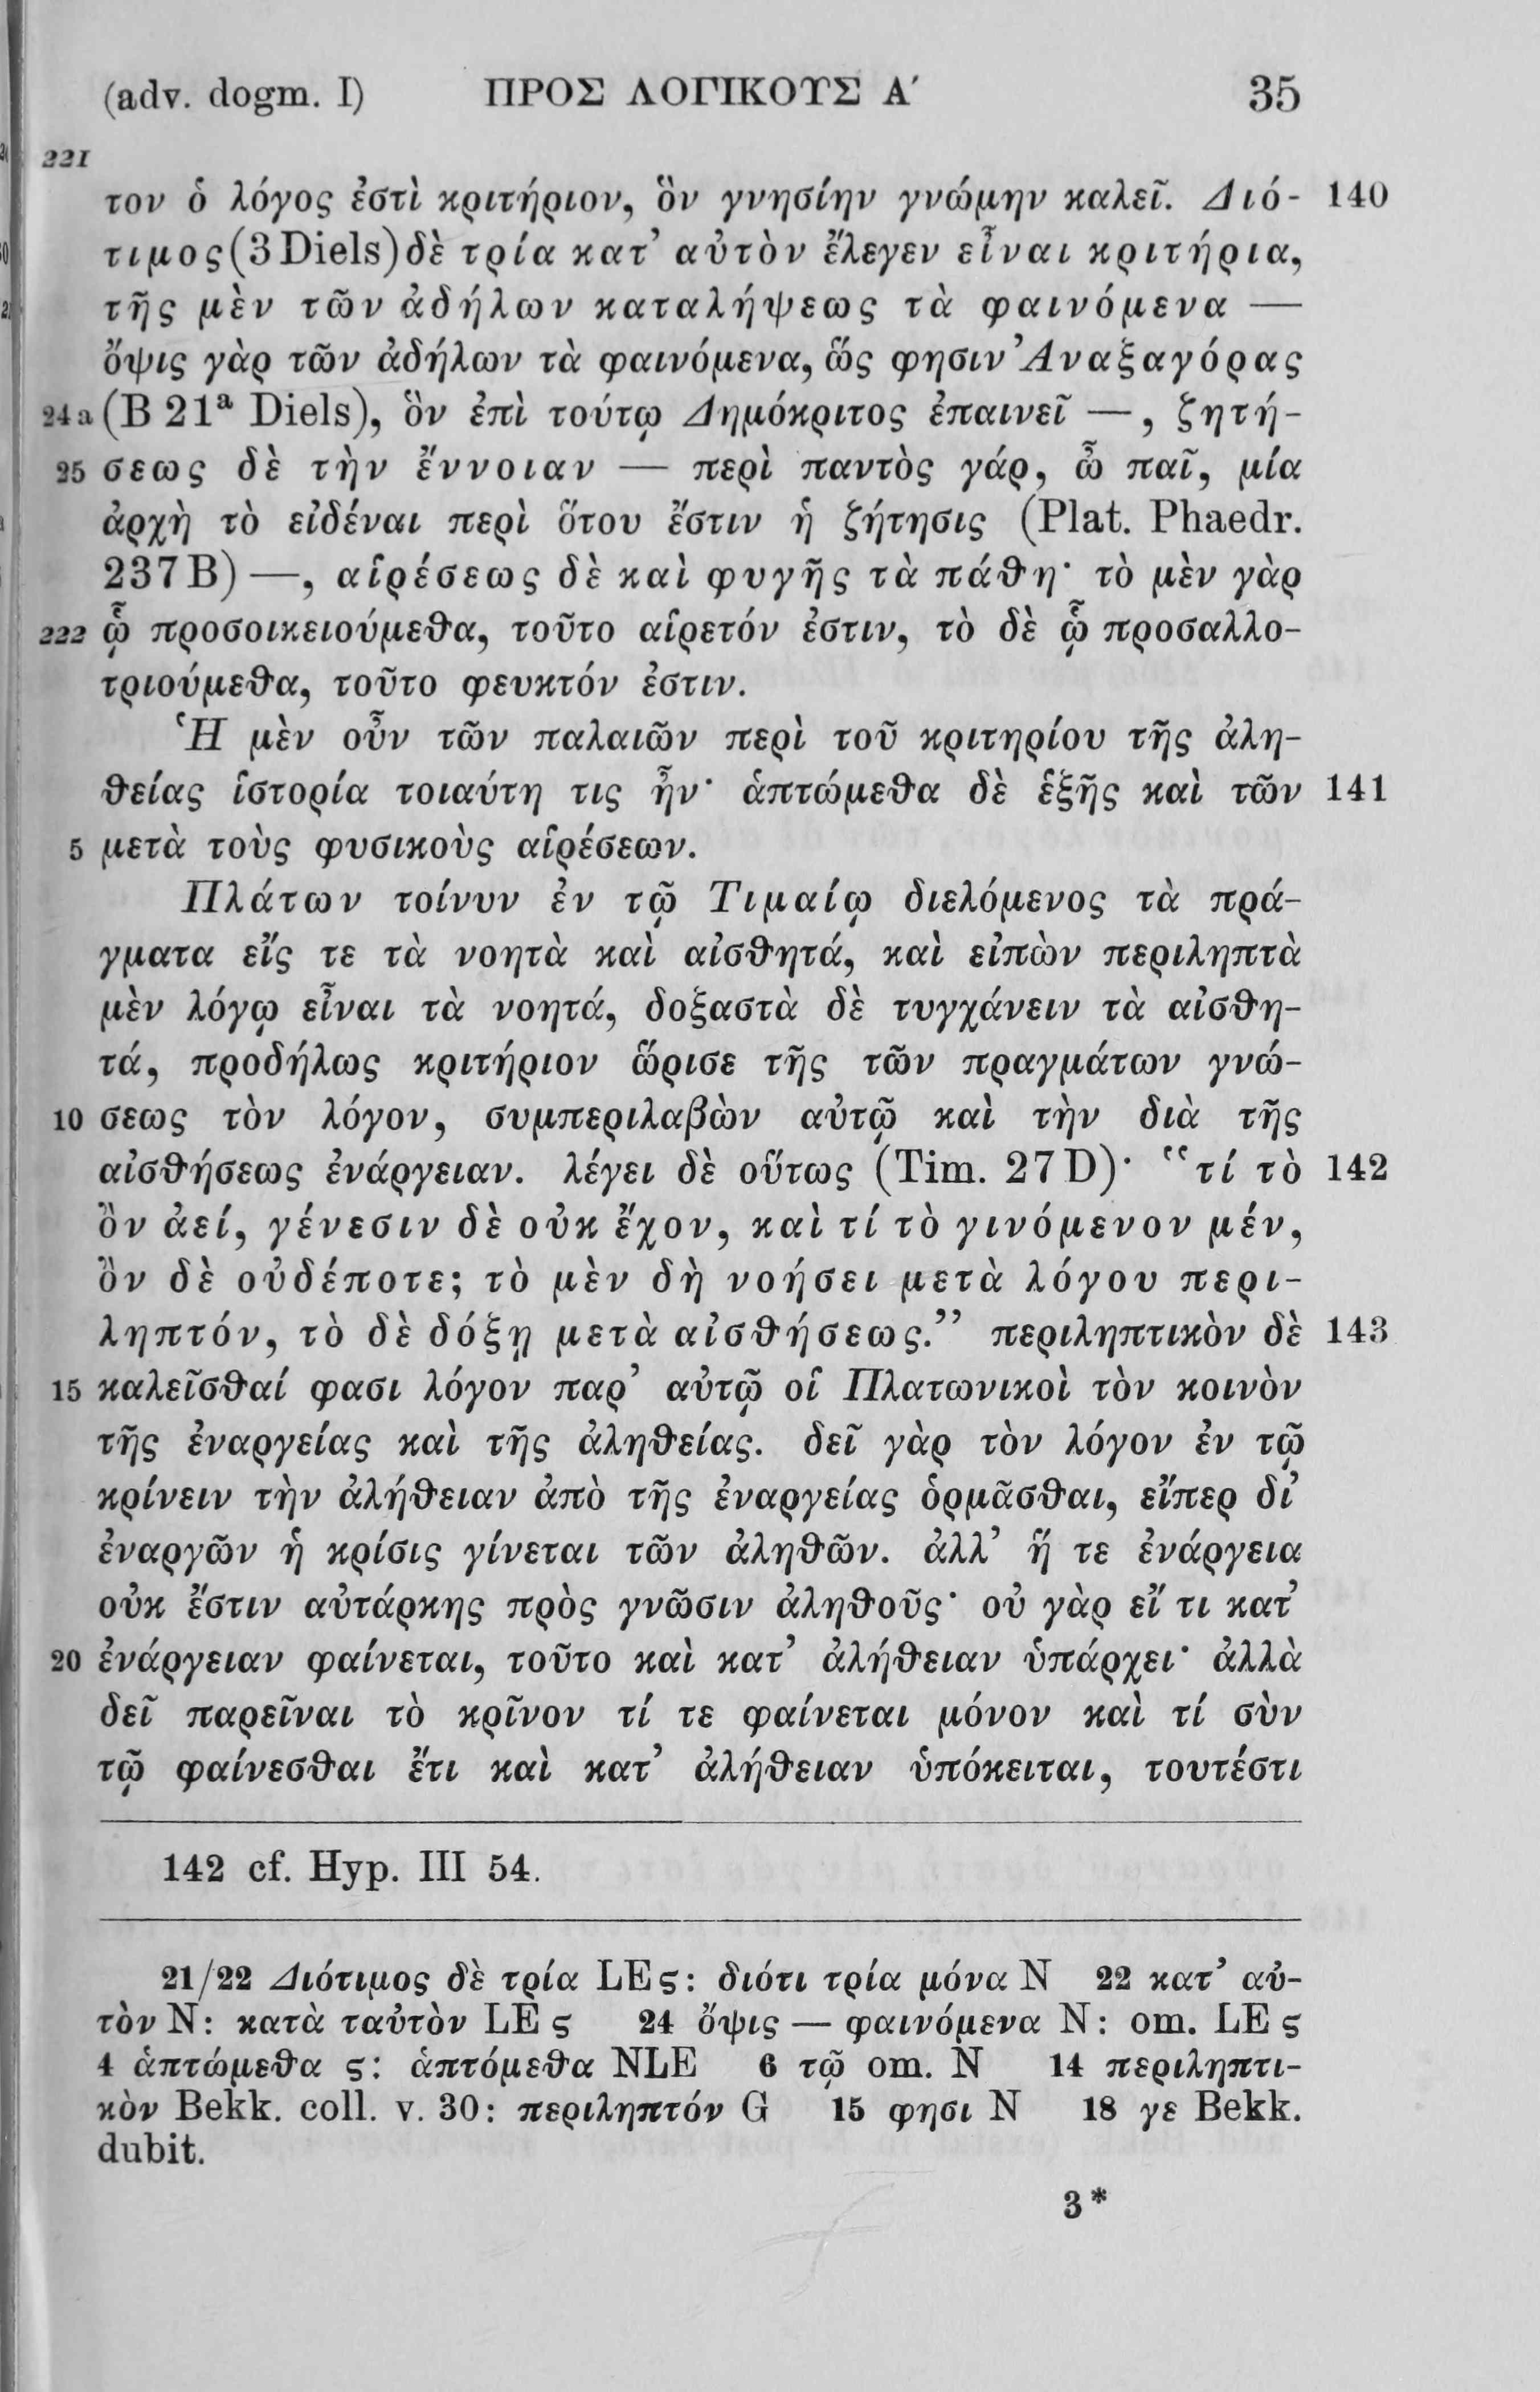 (adv. dogm. I) ΠΡΟΣ ΛΟΓΙΚΟΥΣ Α΄ 35
221
τον ὁ λόγος ἐστὶ κριτήριον, ὃν γνησίην γνώμην καλεῖ. Διό- 140
τιμος (3 Diels) δὲ τρία κατ’ αὐτὸν ἔλεγεν εἶναι κριτήρια,
τῆς μὲν τῶν ἀδήλων καταλήψεως τὰ φαινόμενα —
ὄψις γὰρ τῶν ἀδήλων τὰ φαινόμενα, ὥς φησιν Ἀναξαγόρας
24a (B 21ᵃ Diels), ὃν ἐπὶ τούτῳ Δημόκριτος ἐπαινεῖ —, ζητή-
25 σεως δὲ τὴν ἔννοιαν — περὶ παντὸς γάρ, ὦ παῖ, μία
ἀρχὴ τὸ εἰδέναι περὶ ὅτου ἔστιν ἡ ζήτησις (Plat. Phaedr.
237 B) —, αἱρέσεως δὲ καὶ φυγῆς τὰ πάθη· τὸ μὲν γὰρ
222 ᾧ προσοικειούμεθα, τοῦτο αἱρετόν ἐστιν, τὸ δὲ ᾧ προσαλλο-
τριούμεθα, τοῦτο φευκτόν ἐστιν.
Ἡ μὲν οὖν τῶν παλαιῶν περὶ τοῦ κριτηρίου τῆς ἀλη-
θείας ἱστορία τοιαύτη τις ἦν· ἁπτώμεθα δὲ ἑξῆς καὶ τῶν 141
5 μετὰ τοὺς φυσικοὺς αἱρέσεων.
Πλάτων τοίνυν ἐν τῷ Τιμαίῳ διελόμενος τὰ πρά-
γματα εἴς τε τὰ νοητὰ καὶ αἰσθητά, καὶ εἰπὼν περιληπτὰ
μὲν λόγῳ εἶναι τὰ νοητά, δοξαστὰ δὲ τυγχάνειν τὰ αἰσθη-
τά, προδήλως κριτήριον ὥρισε τῆς τῶν πραγμάτων γνώ-
10 σεως τὸν λόγον, συμπεριλαβὼν αὐτῷ καὶ τὴν διὰ τῆς
αἰσθήσεως ἐνάργειαν. λέγει δὲ οὕτως (Tim. 27 D)· “τί τὸ 142
ὂν ἀεί, γένεσιν δὲ οὐκ ἔχον, καὶ τί τὸ γινόμενον μέν,
ὂν δὲ οὐδέποτε; τὸ μὲν δὴ νοήσει μετὰ λόγου περι-
ληπτόν, τὸ δὲ δόξῃ μετὰ αἰσθήσεως.” περιληπτικὸν δὲ 143
15 καλεῖσθαί φασι λόγον παρ’ αὐτῷ οἱ Πλατωνικοὶ τὸν κοινὸν
τῆς ἐναργείας καὶ τῆς ἀληθείας. δεῖ γὰρ τὸν λόγον ἐν τῷ
κρίνειν τὴν ἀλήθειαν ἀπὸ τῆς ἐναργείας ὁρμᾶσθαι, εἴπερ δι’
ἐναργῶν ἡ κρίσις γίνεται τῶν ἀληθῶν. ἀλλ’ ἥ τε ἐνάργεια
οὐκ ἔστιν αὐτάρκης πρὸς γνῶσιν ἀληθοῦς· οὐ γὰρ εἴ τι κατ’
20 ἐνάργειαν φαίνεται, τοῦτο καὶ κατ’ ἀλήθειαν ὑπάρχει· ἀλλὰ
δεῖ παρεῖναι τὸ κρῖνον τί τε φαίνεται μόνον καὶ τί σὺν
τῷ φαίνεσθαι ἔτι καὶ κατ’ ἀλήθειαν ὑπόκειται, τουτέστι
142 cf. Hyp. III 54.
21/22 Διότιμος δὲ τρία LEς: διότι τρία μόνα N 22 κατ’ αὐ-
τὸν N: κατὰ ταὐτὸν LE ς 24 ὄψις — φαινόμενα N: om. LE ς
4 ἁπτώμεθα ς: ἁπτόμεθα NLE 6 τῷ om. N 14 περιληπτι-
κὸν Bekk. coll. v. 30: περιληπτόν G 15 φησι N 18 γε Bekk.
dubit.
3*